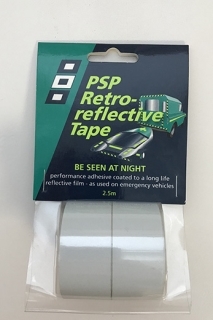 PSP
Retro-
reflective
Tape
BE SEEN AT NIGHT
performance adhesive coated to a long life
reflective film - as used on emergency vehicles
2.5m